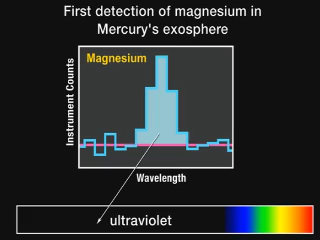 First detection of magnesium in
Mercury's exosphere
Magnesium
Instrument Counts
Wavelength
ultraviolet